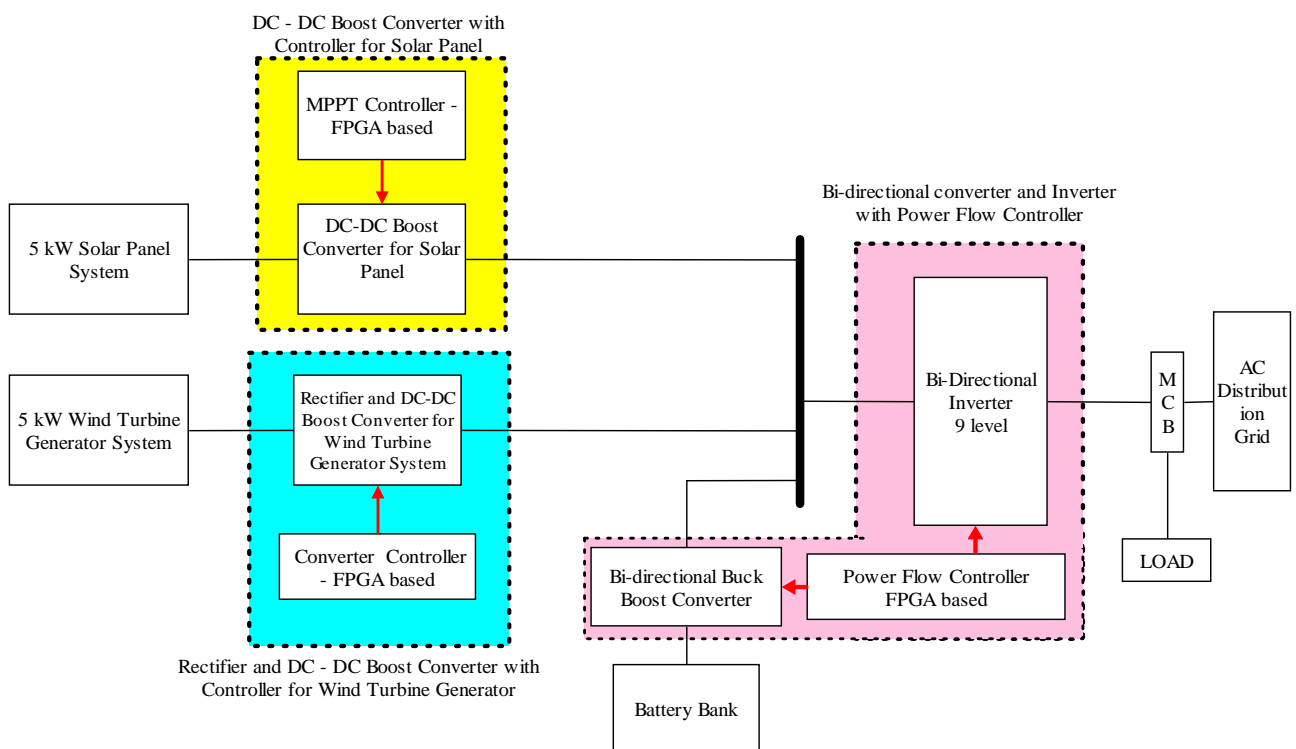 DC - DC Boost Converter with
Controller for Solar Panel
MPPT Controller -
FPGA based
5 kW Solar Panel
System
DC-DC Boost
Converter for Solar
Panel
Bi-directional converter and Inverter
with Power Flow Controller
5 kW Wind Turbine
Generator System
Rectifier and DC-DC
Boost Converter for
Wind Turbine
Generator System
Bi-Directional
Inverter
9 level
M
C
B
AC
Distribut
ion
Grid
Converter Controller
- FPGA based
Bi-directional Buck
Boost Converter
Power Flow Controller
FPGA based
LOAD
Rectifier and DC - DC Boost Converter with
Controller for Wind Turbine Generator
Battery Bank